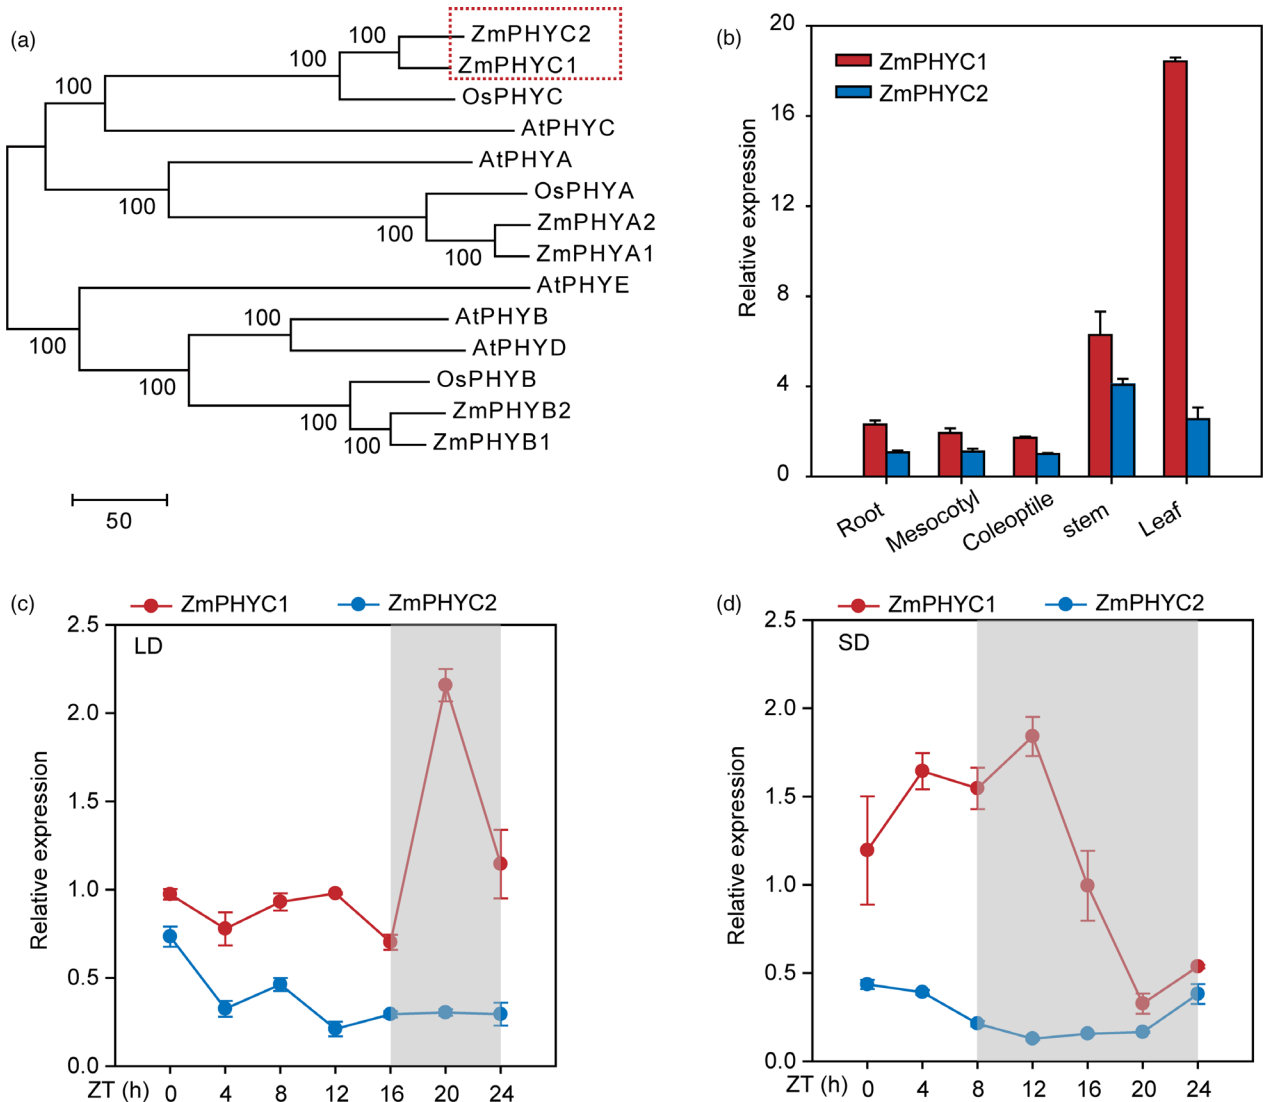 (a)
100
ZmPHYC2
100
ZmPHYC1
100
OsPHYC
AtPHYC
AtPHYA
100
OsPHYA
100
ZmPHYA2
100
ZmPHYA1
AtPHYE
100
AtPHYB
100
AtPHYD
100
OsPHYB
100
ZmPHYB2
100
ZmPHYB1
50
(b)
20
16
12
8
4
0
Relative expression
ZmPHYC1
ZmPHYC2
Root
Mesocotyl
Coleoptile
stem
Leaf
(c)
ZmPHYC1
ZmPHYC2
LD
2.5
2.0
1.5
1.0
0.5
0.0
Relative expression
ZT (h)
0 4 8 12 16 20 24
(d)
ZmPHYC1
ZmPHYC2
SD
2.5
2.0
1.5
1.0
0.5
0.0
Relative expression
ZT (h)
0 4 8 12 16 20 24